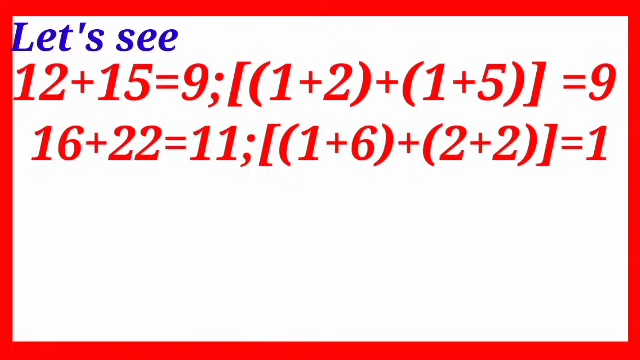 Let's see
12+15=9;[(1+2)+(1+5)] =9
16+22=11;[(1+6)+(2+2)]=1